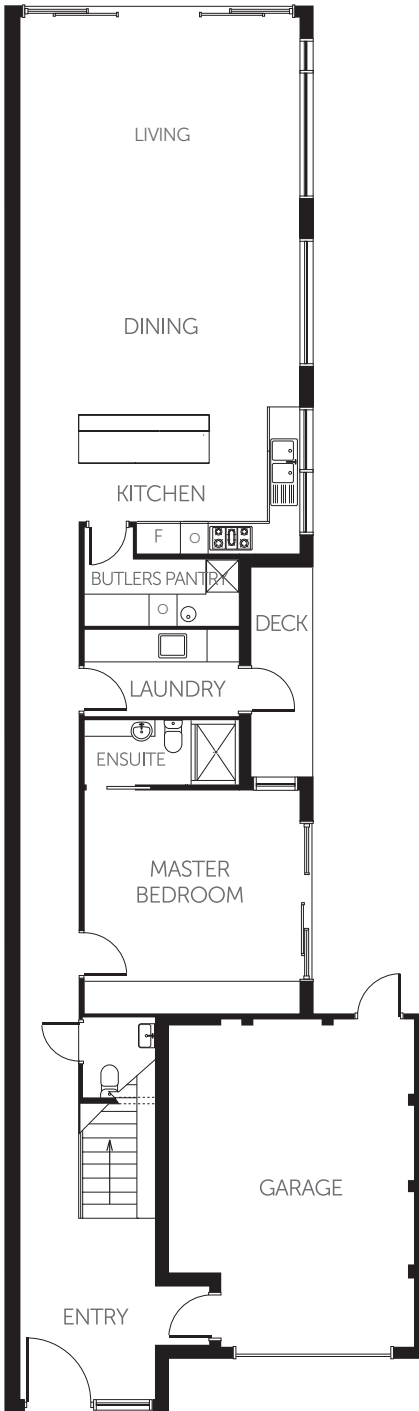 LIVING
DINING
KITCHEN
F
BUTLERS PANTRY
DECK
LAUNDRY
ENSUITE
MASTER
BEDROOM
GARAGE
ENTRY